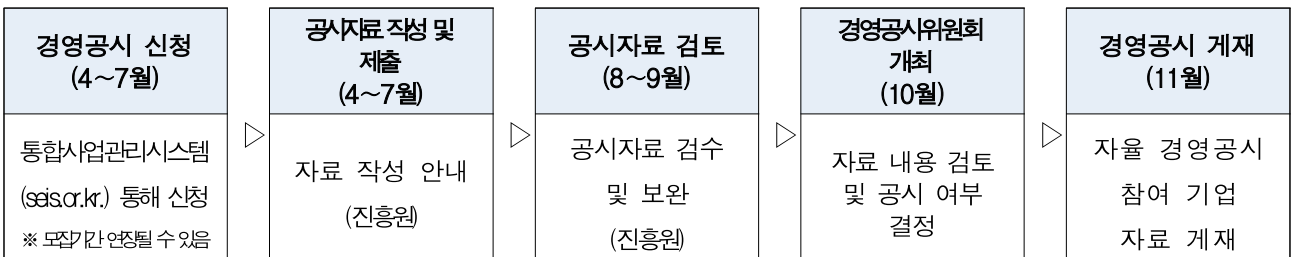 경영공시 신청
(4~7월)
통합사업관리시스템
(seis.or.kr.) 통해 신청
※ 모집기간 연장될 수 있음
▷
공시자료 작성 및
제출
(4~7월)
자료 작성 안내
(진흥원)
▷
공시자료 검토
(8~9월)
공시자료 검수
및 보완
(진흥원)
▷
경영공시위원회
개최
(10월)
자료 내용 검토
및 공시 여부
결정
▷
경영공시 게재
(11월)
자율 경영공시
참여 기업
자료 게재